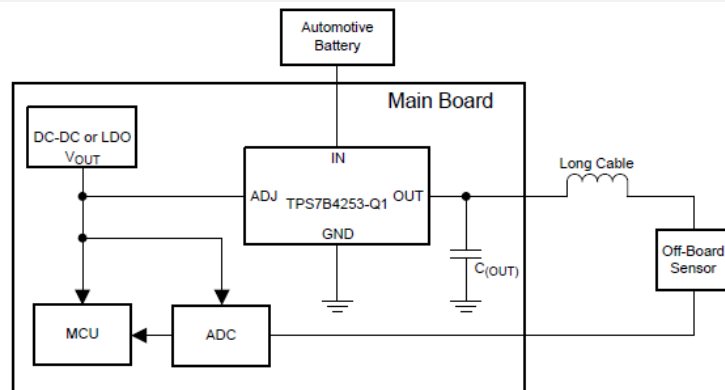 Automotive
Battery
Main Board
DC-DC or LDO
VOUT
IN
Long Cable
ADJ
TPS7B4253-Q1
OUT
GND
C(OUT)
Off-Board
Sensor
MCU
ADC